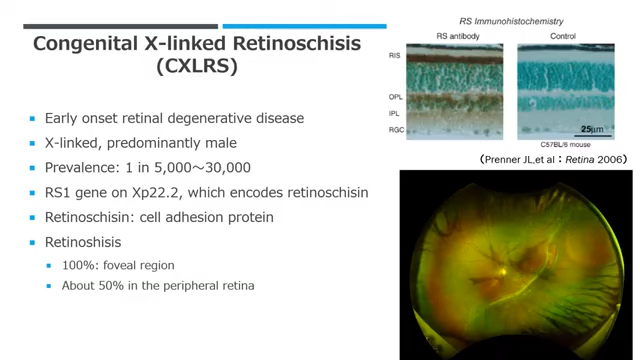 Congenital X-linked Retinoschisis
(CXLRS)
Early onset retinal degenerative disease
X-linked, predominantly male
Prevalence: 1 in 5,000～30,000
RS1 gene on Xp22.2, which encodes retinoschisin
Retinoschisin: cell adhesion protein
Retinoshisis
100%: foveal region
About 50% in the peripheral retina
RS Immunohistochemistry
RS antibody
Control
RIS
OPL
IPL
RGC
25μm
C57BL/6 mouse
（Prenner JL,et al：Retina 2006）